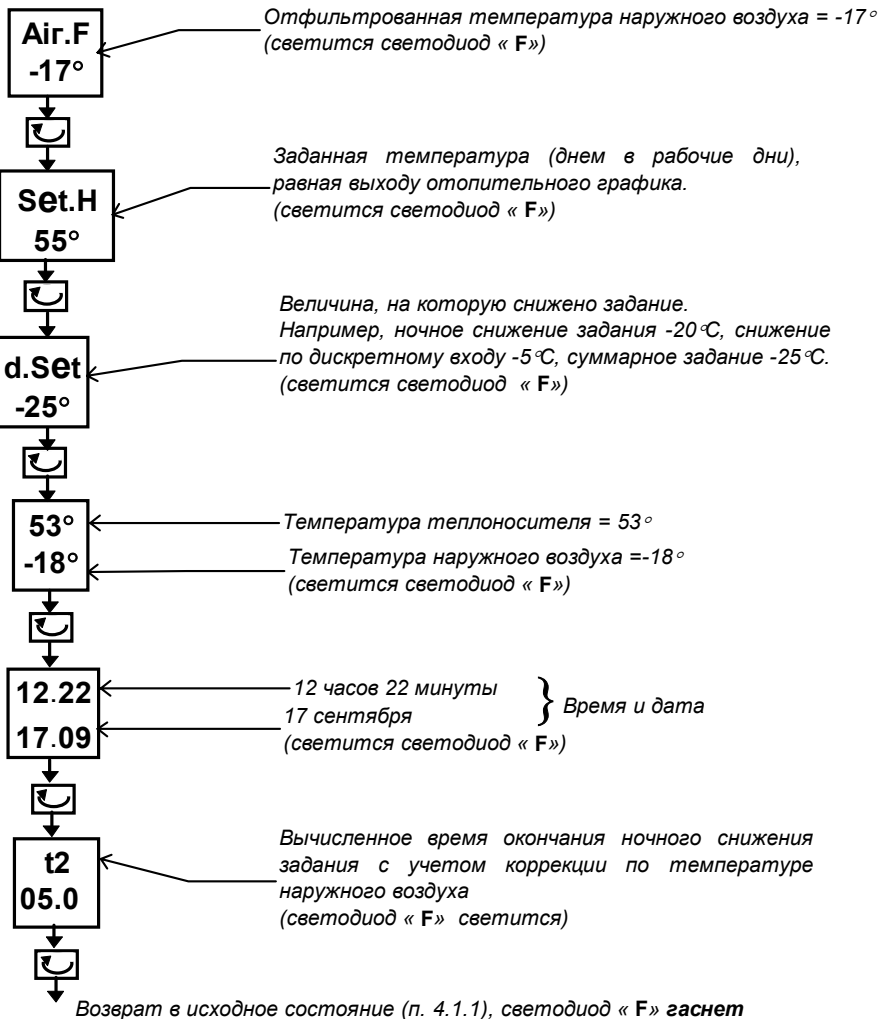 Air.F
-17°
Отфильтрованная температура наружного воздуха = -17°
(светится светодиод « F»)
Set.H
55°
Заданная температура (днем в рабочие дни),
равная выходу отопительного графика.
(светится светодиод « F»)
d.Set
-25°
Величина, на которую снижено задание.
Например, ночное снижение задания -20°С, снижение
по дискретному входу -5°С, суммарное задание -25°С.
(светится светодиод « F»)
53°
-18°
Температура теплоносителя = 53°
Температура наружного воздуха =-18°
(светится светодиод « F»)
12.22
17.09
12 часов 22 минуты
17 сентября
} Время и дата
(светится светодиод « F»)
t2
05.0
Вычисленное время окончания ночного снижения
задания с учетом коррекции по температуре
наружного воздуха
(светодиод « F» светится)
Возврат в исходное состояние (п. 4.1.1), светодиод « F» гаснет